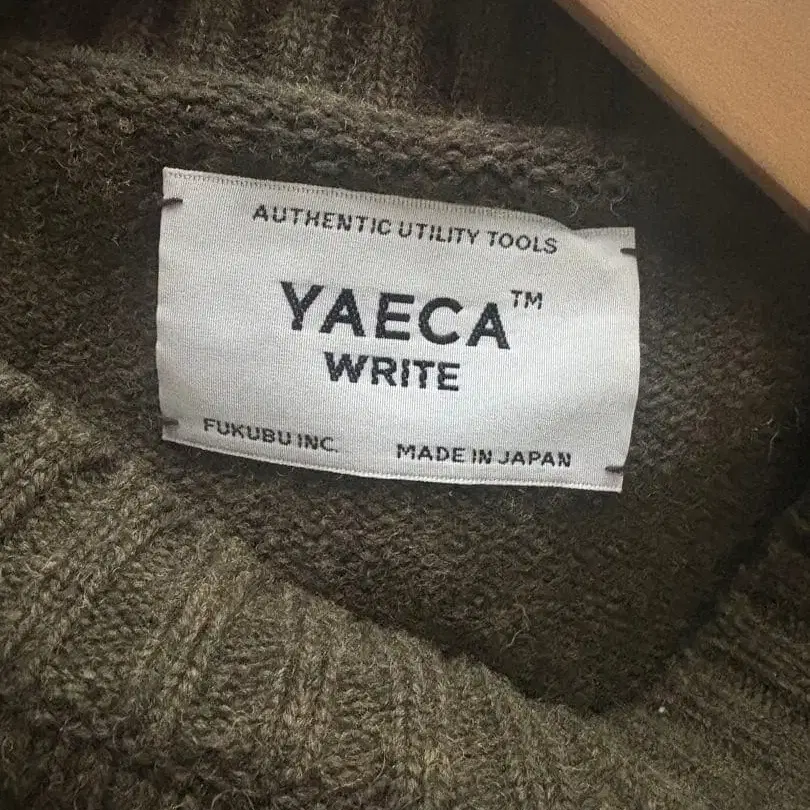 AUTHENTIC UTILITY TOOLS
YAECA™
WRITE
FUKUBU INC. MADE IN JAPAN